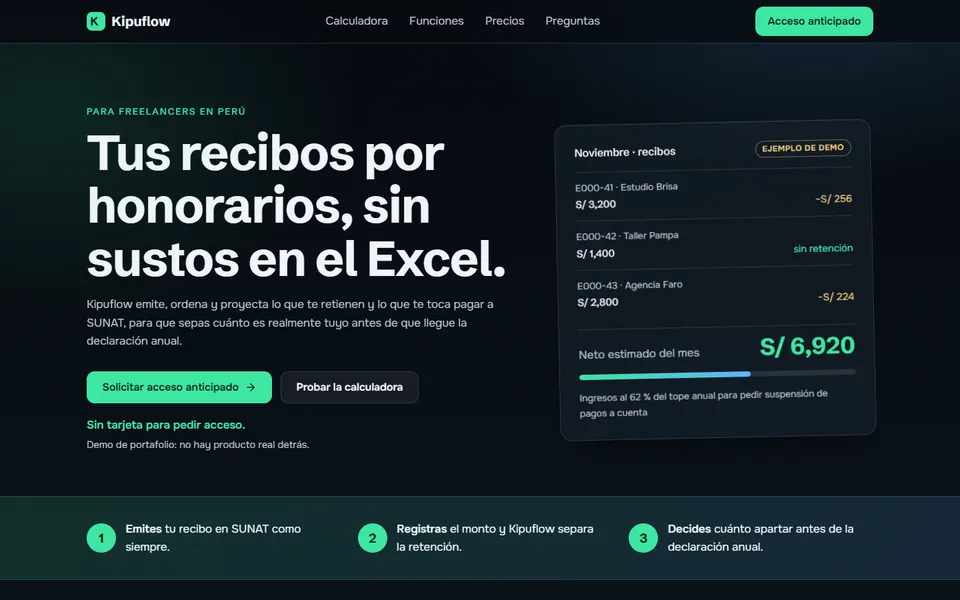 K Kipuflow
Calculadora Funciones Precios Preguntas
Acceso anticipado
PARA FREELANCERS EN PERÚ
Tus recibos por
honorarios, sin
sustos en el Excel.
Kipuflow emite, ordena y proyecta lo que te retienen y lo que te toca pagar a
SUNAT, para que sepas cuánto es realmente tuyo antes de que llegue la
declaración anual.
Solicitar acceso anticipado →
Probar la calculadora
Sin tarjeta para pedir acceso.
Demo de portafolio: no hay producto real detrás.
Noviembre · recibos
EJEMPLO DE DEMO
E000-41 · Estudio Brisa
S/ 3,200
-S/ 256
E000-42 · Taller Pampa
S/ 1,400
sin retención
E000-43 · Agencia Faro
S/ 2,800
-S/ 224
Neto estimado del mes
S/ 6,920
Ingresos al 62 % del tope anual para pedir suspensión de
pagos a cuenta
1
Emites tu recibo en SUNAT como
siempre.
2
Registras el monto y Kipuflow separa
la retención.
3
Decides cuánto apartar antes de la
declaración anual.